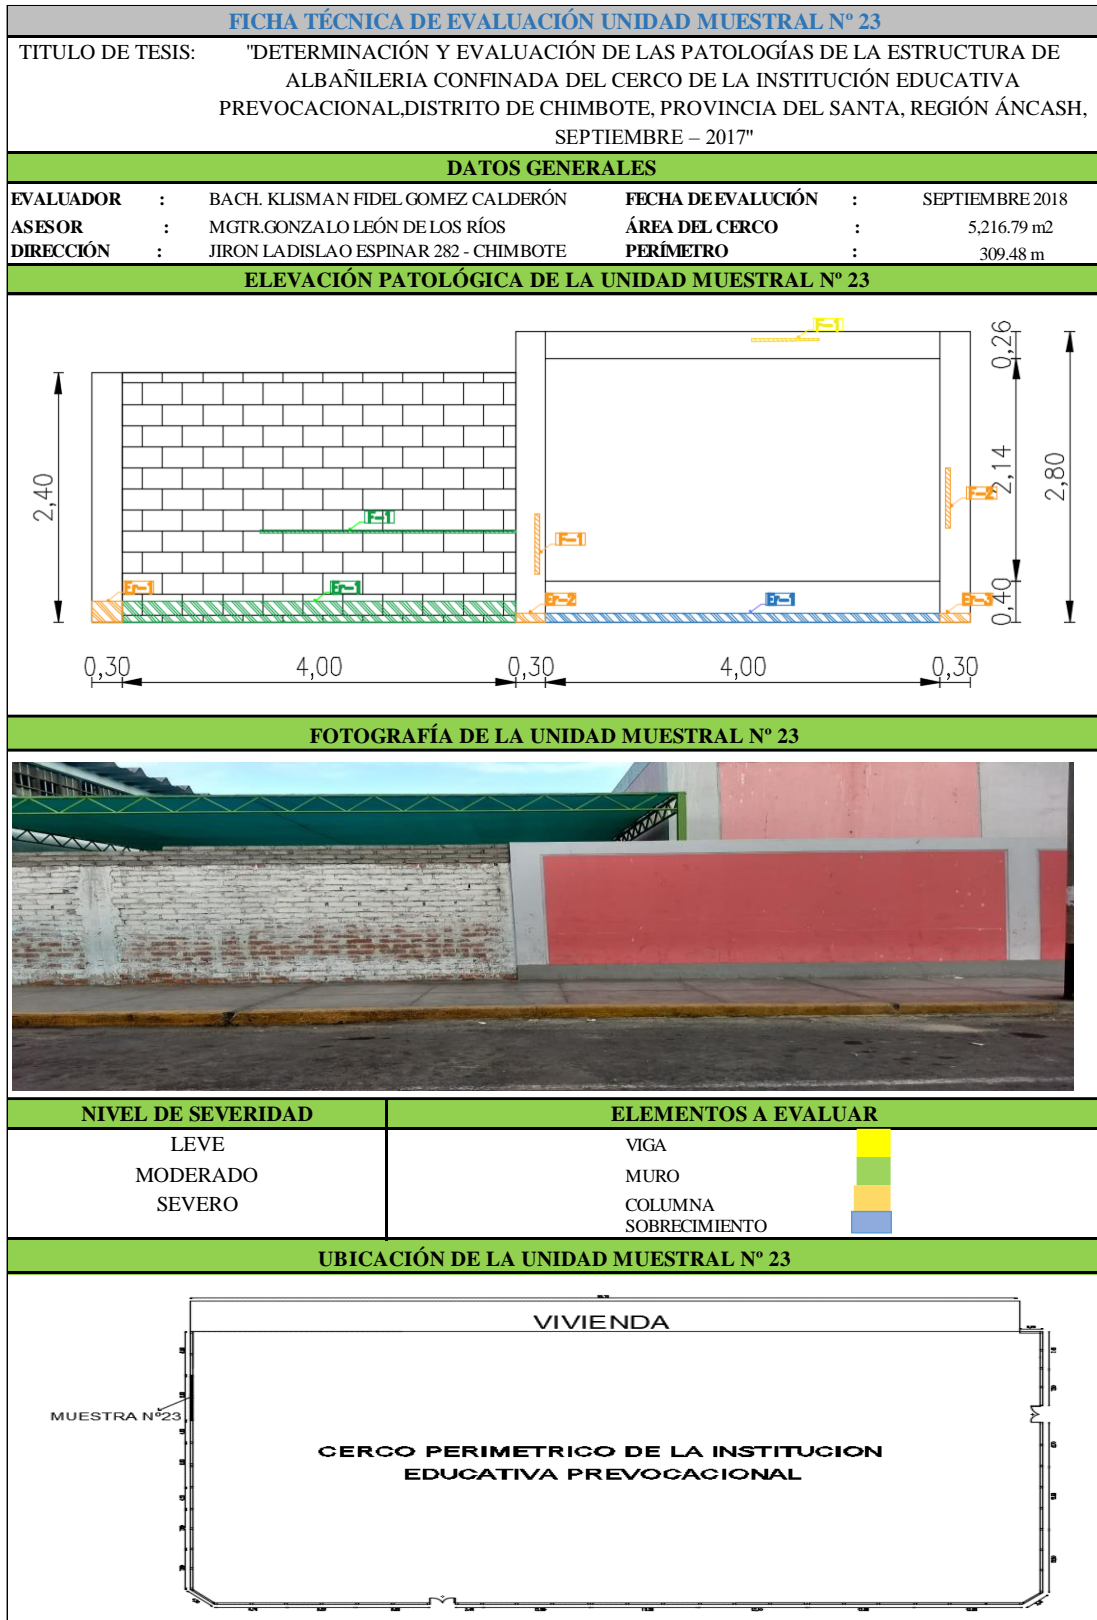 FICHA TÉCNICA DE EVALUACIÓN UNIDAD MUESTRAL Nº 23
TITULO DE TESIS: "DETERMINACIÓN Y EVALUACIÓN DE LAS PATOLOGÍAS DE LA ESTRUCTURA DE
ALBAÑILERIA CONFINADA DEL CERCO DE LA INSTITUCIÓN EDUCATIVA
PREVOCACIONAL,DISTRITO DE CHIMBOTE, PROVINCIA DEL SANTA, REGIÓN ÁNCASH,
SEPTIEMBRE – 2017"
DATOS GENERALES
EVALUADOR : BACH. KLISMAN FIDEL GOMEZ CALDERÓN FECHA DE EVALUCIÓN : SEPTIEMBRE 2018
ASESOR : MGTR.GONZALO LEÓN DE LOS RÍOS ÁREA DEL CERCO : 5,216.79 m2
DIRECCIÓN : JIRON LADISLAO ESPINAR 282 - CHIMBOTE PERÍMETRO : 309.48 m
ELEVACIÓN PATOLÓGICA DE LA UNIDAD MUESTRAL Nº 23
F-1
0,26
2,40
2,14
2,80
F-2
F-1
F-1
Er-1
Er-1
Er-2
Er-1
Er-3
0,40
0,30 4,00 0,30 4,00 0,30
FOTOGRAFÍA DE LA UNIDAD MUESTRAL Nº 23
NIVEL DE SEVERIDAD ELEMENTOS A EVALUAR
LEVE VIGA
MODERADO MURO
SEVERO COLUMNA
SOBRECIMIENTO
UBICACIÓN DE LA UNIDAD MUESTRAL Nº 23
VIVIENDA
MUESTRA Nº23
CERCO PERIMETRICO DE LA INSTITUCION
EDUCATIVA PREVOCACIONAL